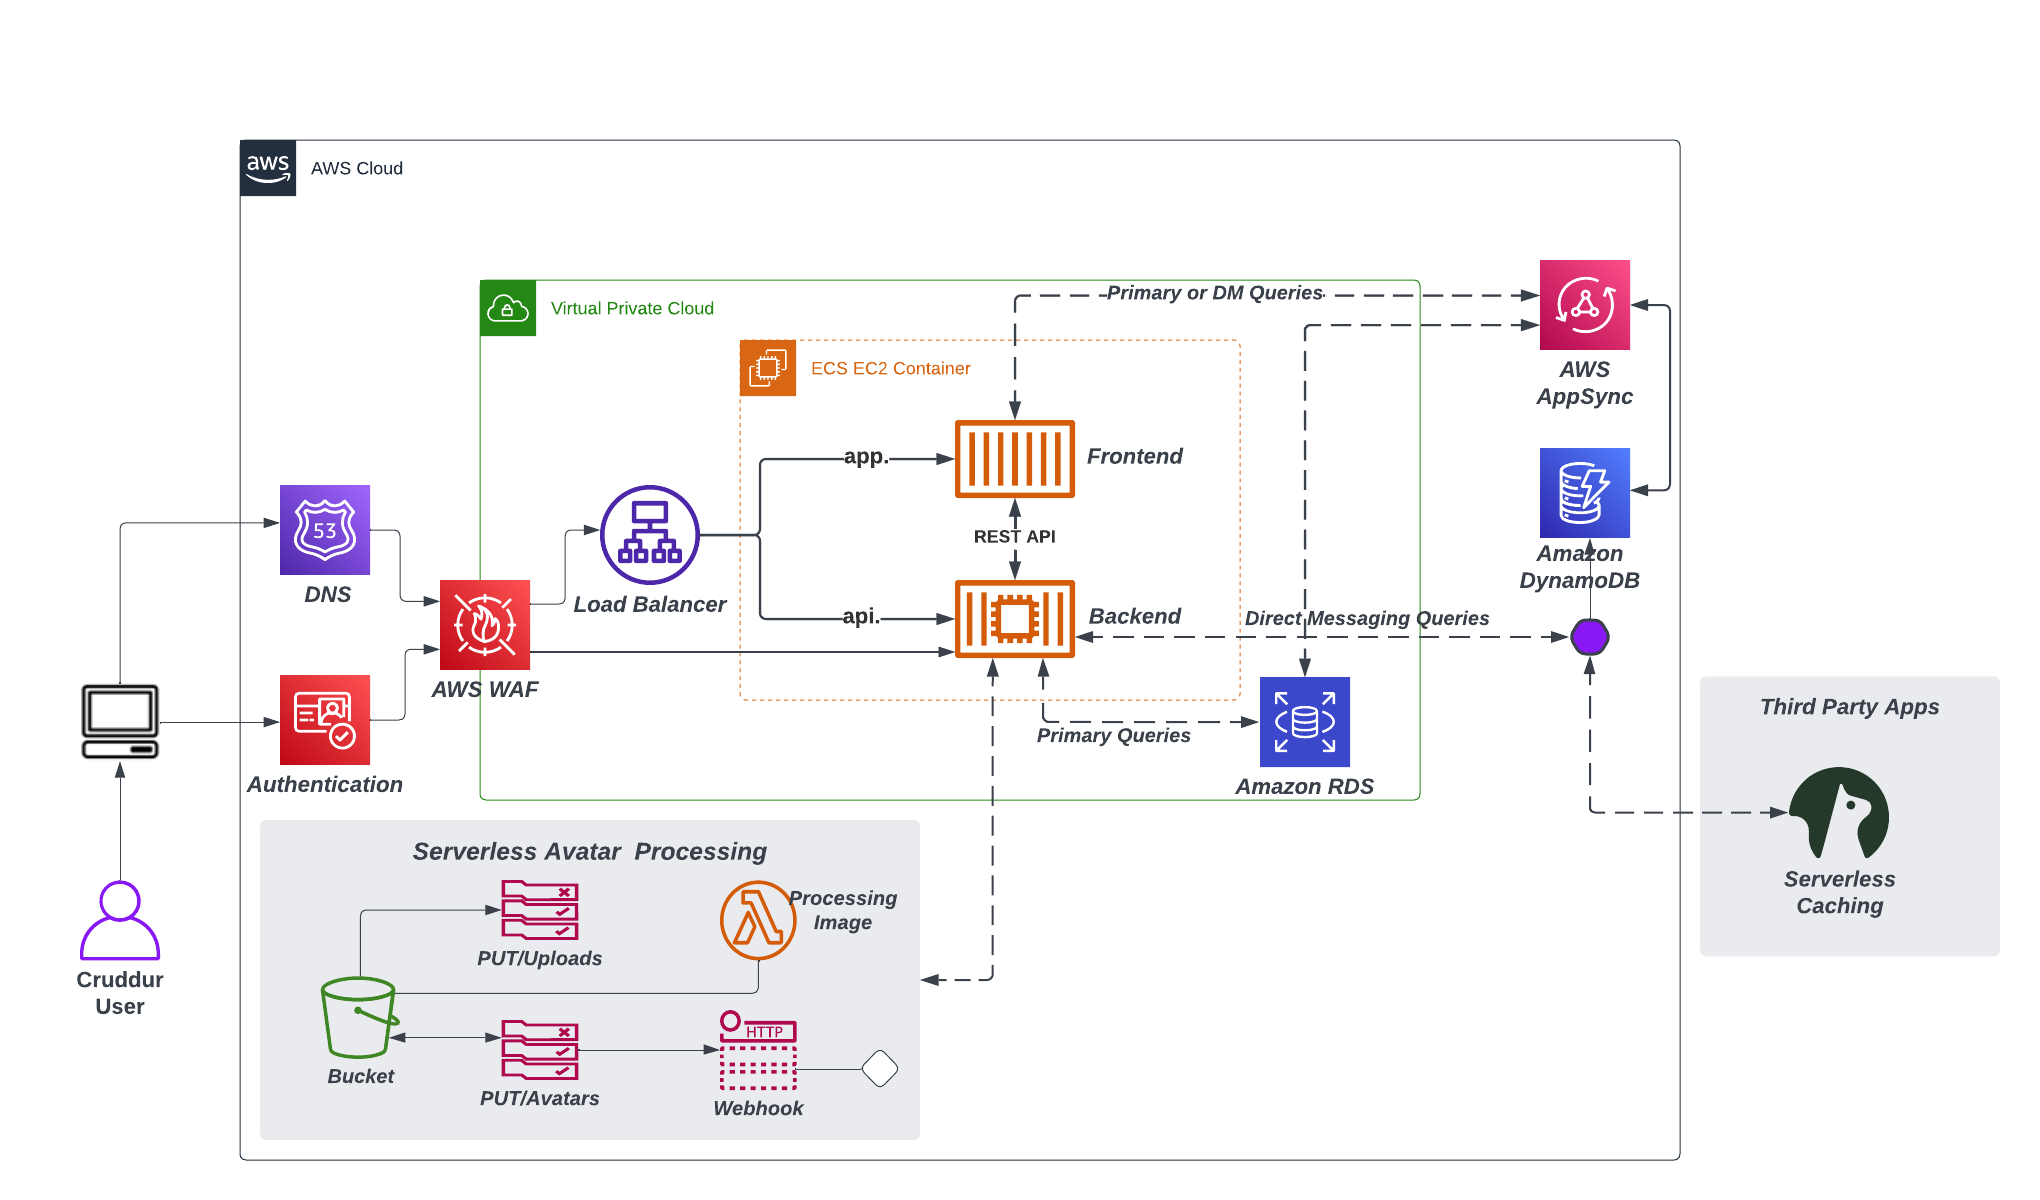 aws
AWS Cloud
Virtual Private Cloud
Primary or DM Queries
AWS
AppSync
ECS EC2 Container
app.
Frontend
53
DNS
Load Balancer
REST API
Amazon
DynamoDB
api.
Backend
Direct Messaging Queries
AWS WAF
Authentication
Primary Queries
Amazon RDS
Third Party Apps
Serverless
Caching
Cruddur
User
Serverless Avatar  Processing
PUT/Uploads
Processing
Image
Bucket
PUT/Avatars
HTTP
Webhook